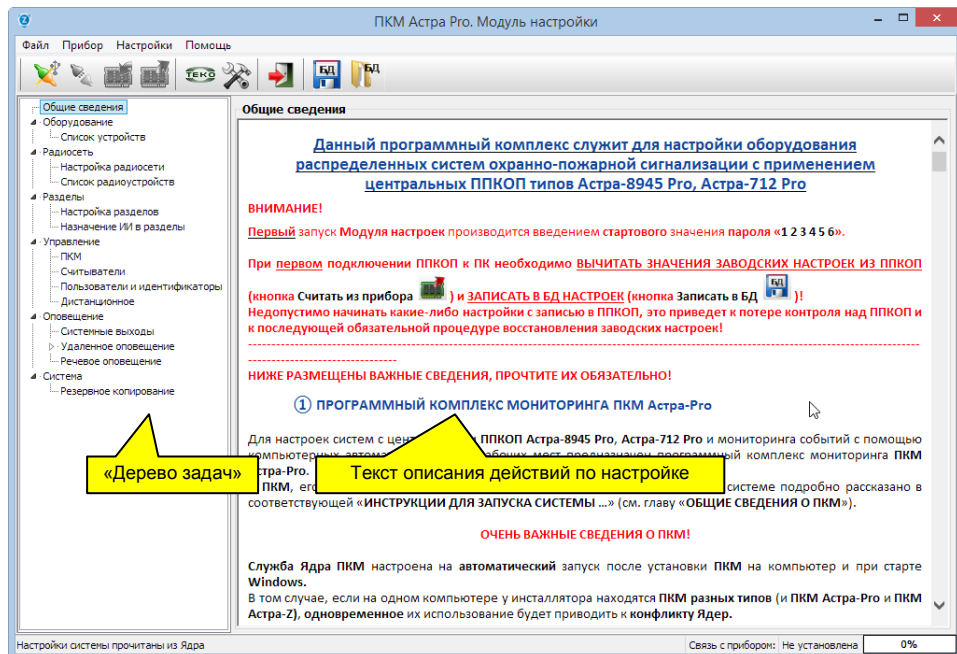 ПКМ Астра Pro. Модуль настройки
Файл Прибор Настройки Помощь
ТЕКО БД БД
Общие сведения
Оборудование
Список устройств
Радиосеть
Настройка радиосети
Список радиоустройств
Разделы
Настройка разделов
Назначение ИИ в разделы
Управление
ПКМ
Считыватели
Пользователи и идентификаторы
Дистанционное
Оповещение
Системные выходы
Удаленное оповещение
Речевое оповещение
Система
Резервное копирование
«Дерево задач»
Общие сведения
Данный программный комплекс служит для настройки оборудования
распределенных систем охранно-пожарной сигнализации с применением
центральных ППКОП типов Астра-8945 Pro, Астра-712 Pro
ВНИМАНИЕ!
Первый запуск Модуля настроек производится введением стартового значения пароля «1 2 3 4 5 6».
При первом подключении ППКОП к ПК необходимо ВЫЧИТАТЬ ЗНАЧЕНИЯ ЗАВОДСКИХ НАСТРОЕК ИЗ ППКОП
(кнопка Считать из прибора ) и ЗАПИСАТЬ В БД НАСТРОЕК (кнопка Записать в БД БД )!
Недопустимо начинать какие-либо настройки с записью в ППКОП, это приведет к потере контроля над ППКОП и
к последующей обязательной процедуре восстановления заводских настроек!
НИЖЕ РАЗМЕЩЕНЫ ВАЖНЫЕ СВЕДЕНИЯ, ПРОЧТИТЕ ИХ ОБЯЗАТЕЛЬНО!
1 ПРОГРАММНЫЙ КОМПЛЕКС МОНИТОРИНГА ПКМ Астра-Pro
Для настроек систем с ППКОП Астра-8945 Pro, Астра-712 Pro и мониторинга событий с помощью
мест предназначен программный комплекс мониторинга ПКМ
Астра-Pro.
Текст описания действий по настройке
ПКМ, системе подробно рассказано в
соответствующей «ИНСТРУКЦИИ ДЛЯ ЗАПУСКА СИСТЕМЫ ...» (см. главу «ОБЩИЕ СВЕДЕНИЯ О ПКМ»).
ОЧЕНЬ ВАЖНЫЕ СВЕДЕНИЯ О ПКМ!
Служба Ядра ПКМ настроена на автоматический запуск после установки ПКМ на компьютер и при старте
Windows.
В том случае, если на одном компьютере у инсталлятора находятся ПКМ разных типов (и ПКМ Астра-Pro и ПКМ
Астра-Z), одновременное их использование будет приводить к конфликту Ядер.
Настройки системы прочитаны из Ядра
Связь с прибором: Не установлена 0%